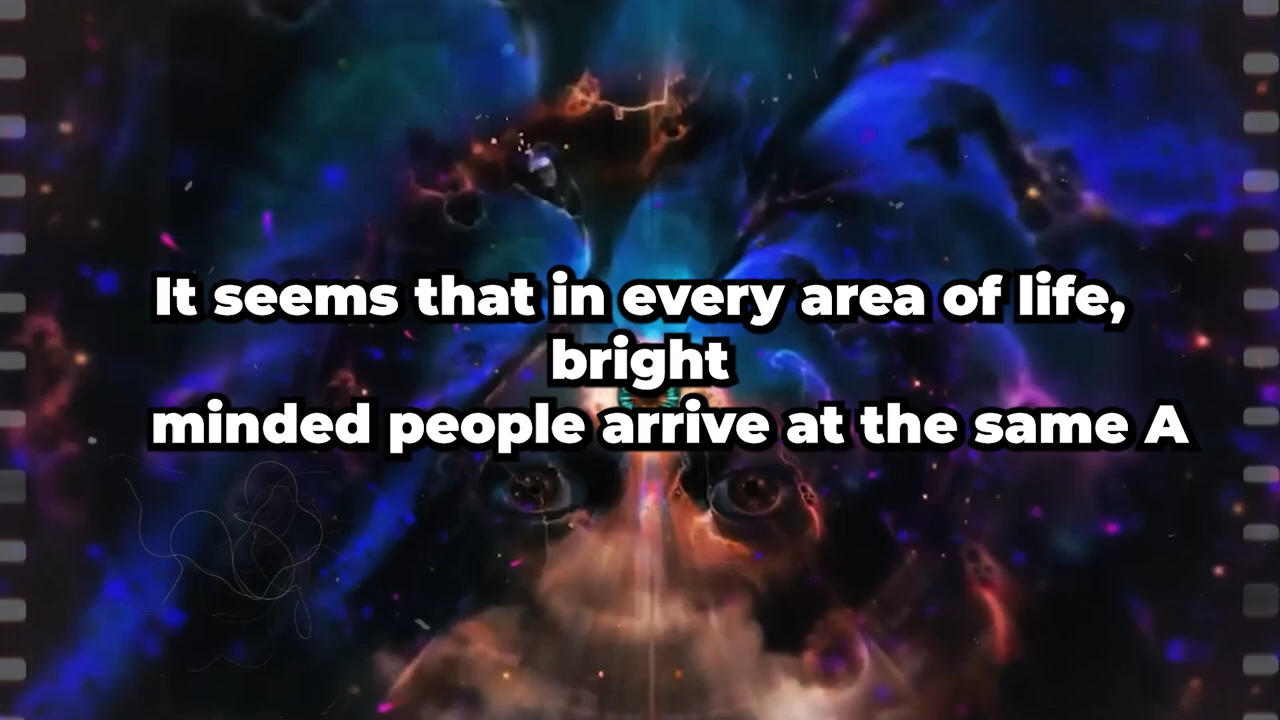 It seems that in every area of life,
bright
minded people arrive at the same A